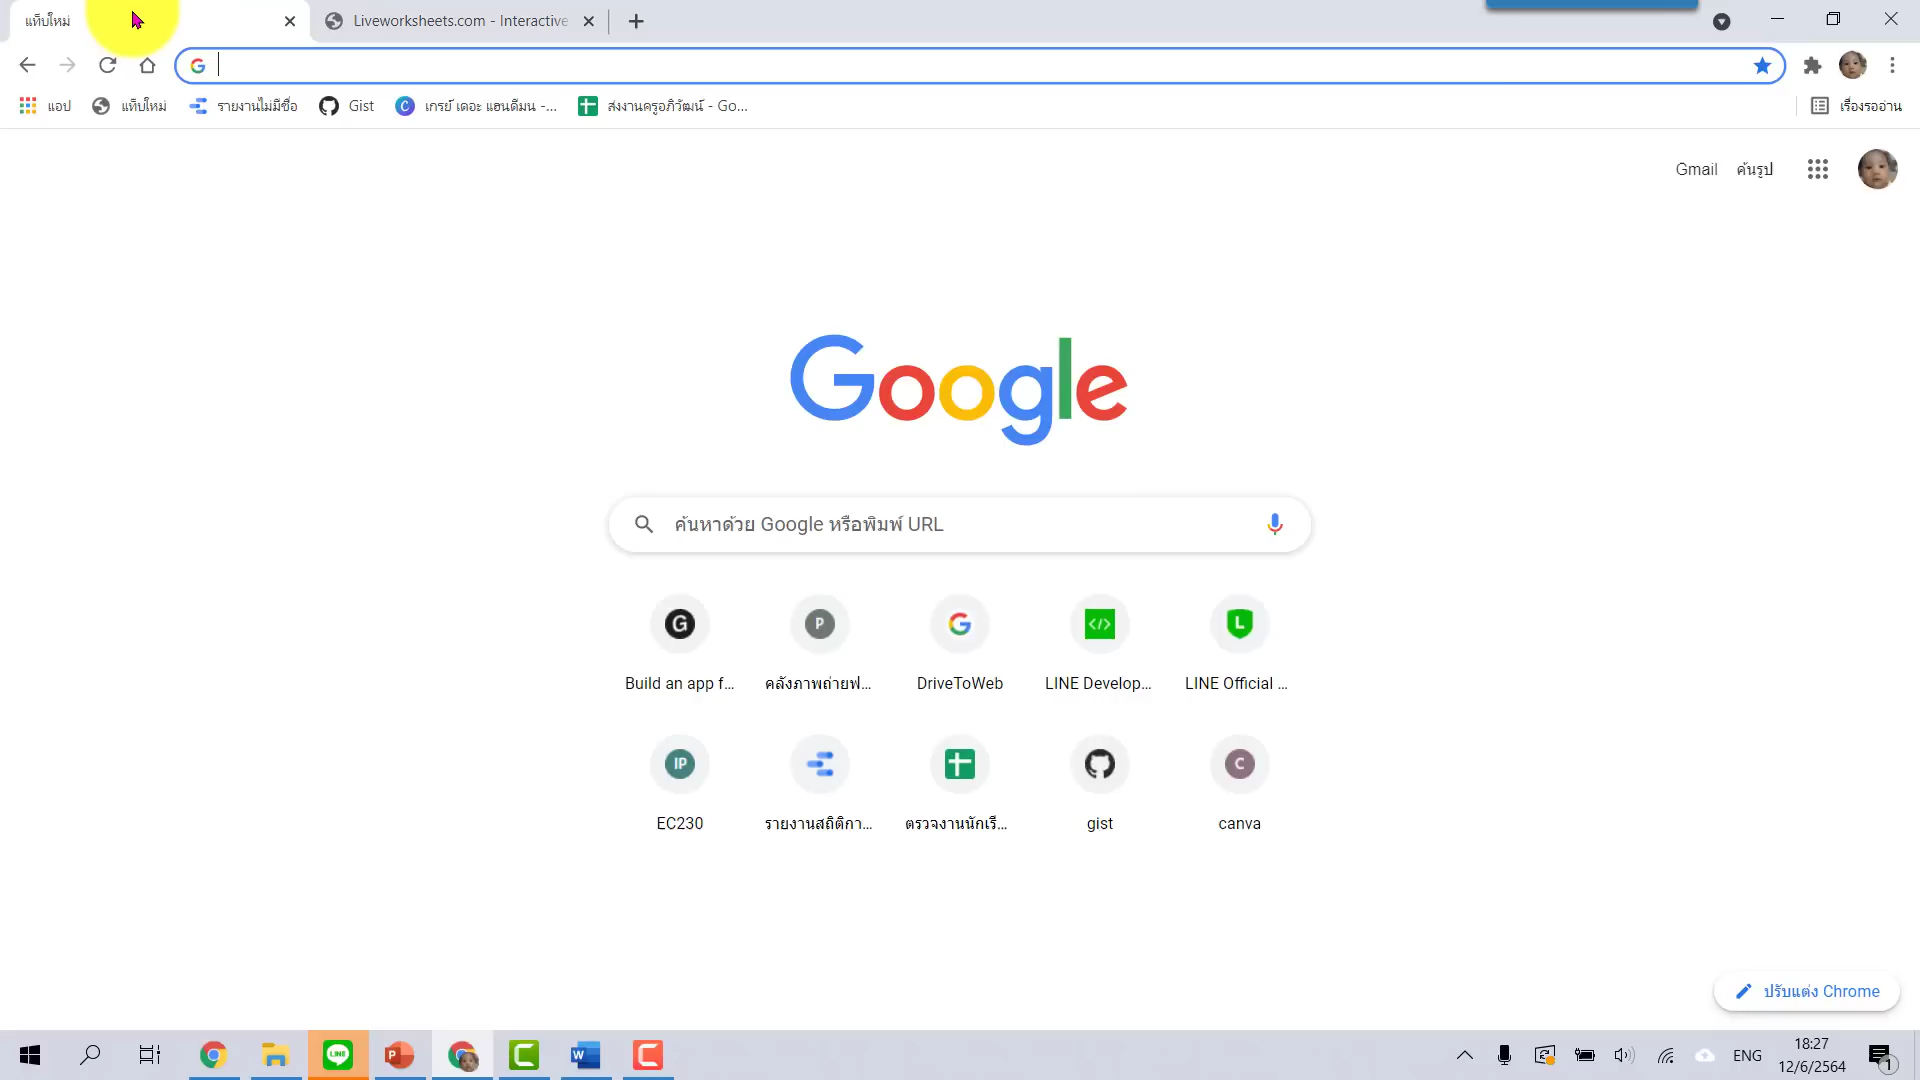 แท็บใหม่
Liveworksheets.com - Interactive
แอป
แท็บใหม่
รายงานไม่มีชื่อ
Gist
เกรย์ เดอะ แฮนดีมน -...
ส่งงานครูอภิวัฒน์ - Go...
เรื่องรออ่าน
Gmail
ค้นรูป
Google
ค้นหาด้วย Google หรือพิมพ์ URL
G
P
L
Build an app f...
คลังภาพถ่ายฟ...
DriveToWeb
LINE Develop...
LINE Official ...
IP
C
EC230
รายงานสถิติกา...
ตรวจงานนักเรี...
gist
canva
ปรับแต่ง Chrome
ENG
18:27
12/6/2564
1